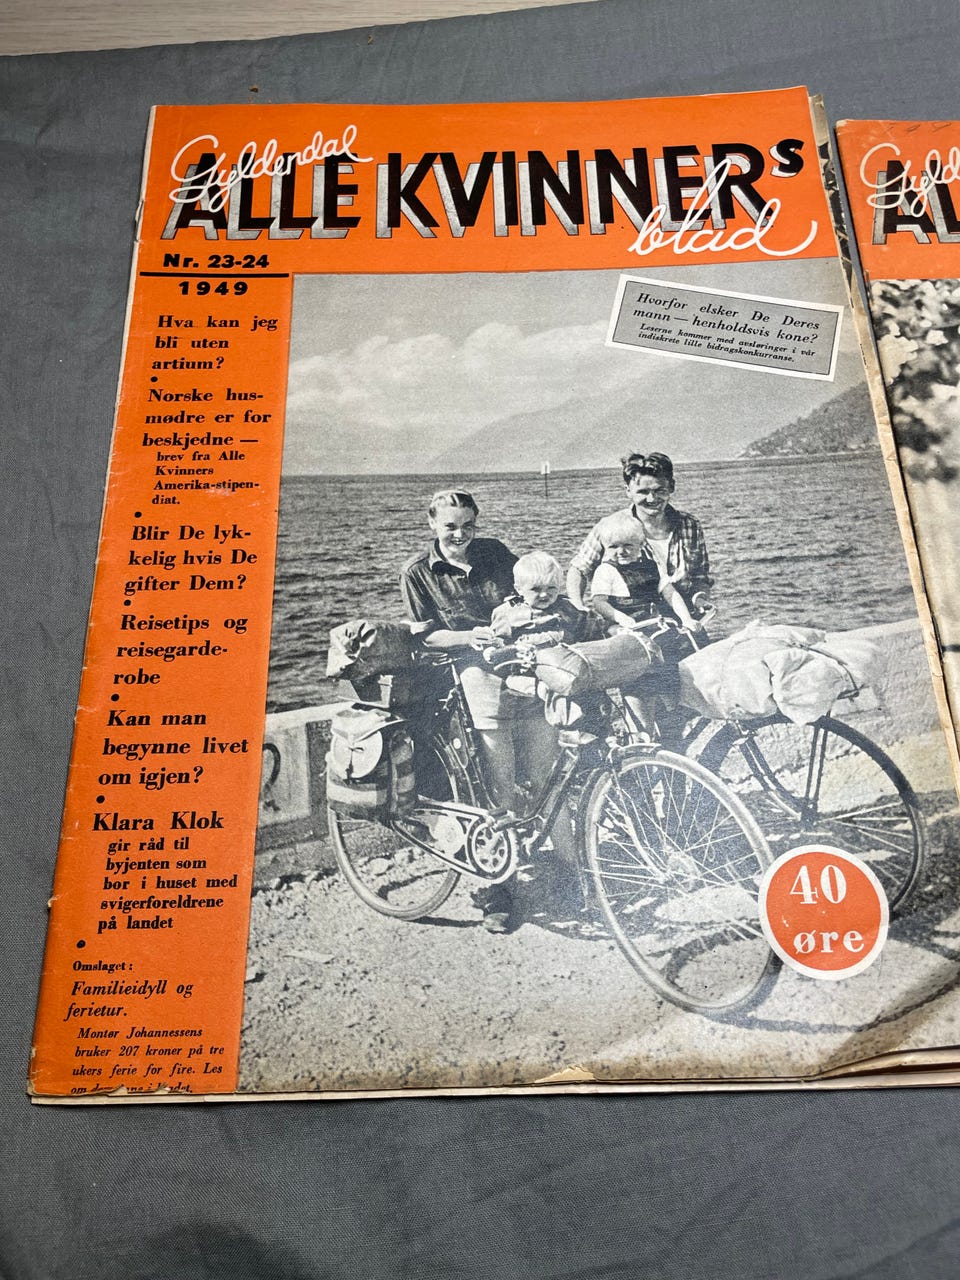 Gyldendal
ALLE KVINNERs
blad
Nr. 23-24
1949
Hva kan jeg
bli uten
artium?
•
Norske hus-
mødre er for
beskjedne —
brev fra Alle
Kvinners
Amerika-stipen-
diat.
•
Blir De lyk-
kelig hvis De
gifter Dem?
•
Reisetips og
reisegarde-
robe
•
Kan man
begynne livet
om igjen?
•
Klara Klok
gir råd til
byjenten som
bor i huset med
svigerforeldrene
på landet
•
Omslaget:
Familieidyll og
ferietur.
Montør Johannessens
bruker 207 kroner på tre
ukers ferie for fire. Les
om
Hvorfor elsker De Deres
mann — henholdsvis kone?
Leserne kommer med avsløringer i vår
indiskrete lille bidragskonkurranse.
40
øre
Gyld
AL